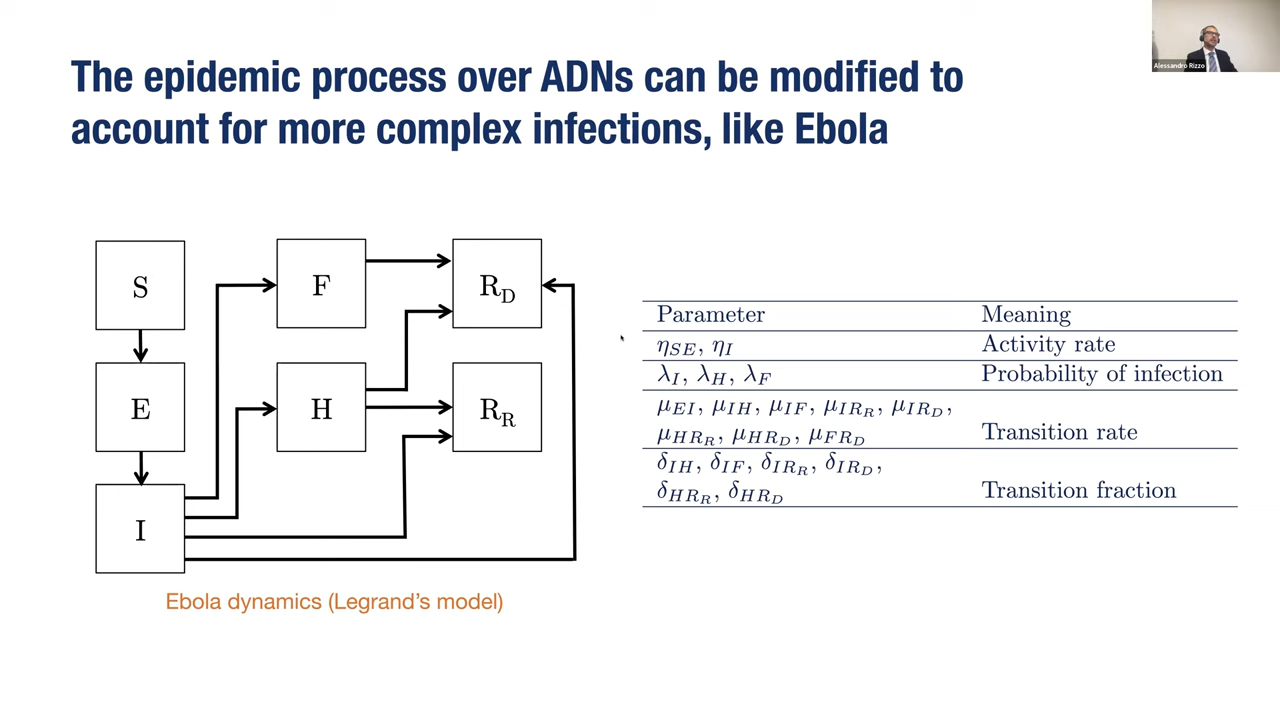 Alessandro Rizzo
The epidemic process over ADNs can be modified to
account for more complex infections, like Ebola
S
F
R_D
E
H
R_R
I
Ebola dynamics (Legrand's model)
Parameter Meaning
η_SE, η_I Activity rate
λ_I, λ_H, λ_F Probability of infection
μ_EI, μ_IH, μ_IF, μ_IR_R, μ_IR_D,
μ_HR_R, μ_HR_D, μ_FR_D Transition rate
δ_IH, δ_IF, δ_IR_R, δ_IR_D,
δ_HR_R, δ_HR_D Transition fraction